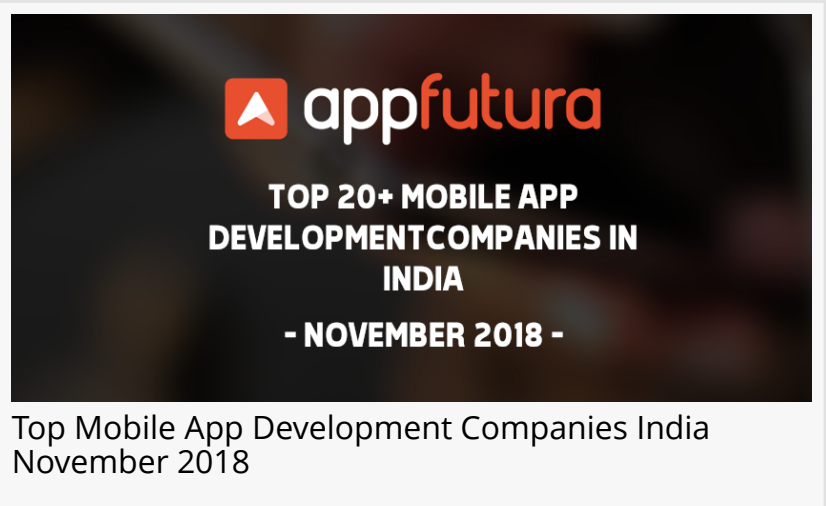 appfutura
TOP 20+ MOBILE APP
DEVELOPMENTCOMPANIES IN
INDIA
- NOVEMBER 2018 -
Top Mobile App Development Companies India
November 2018